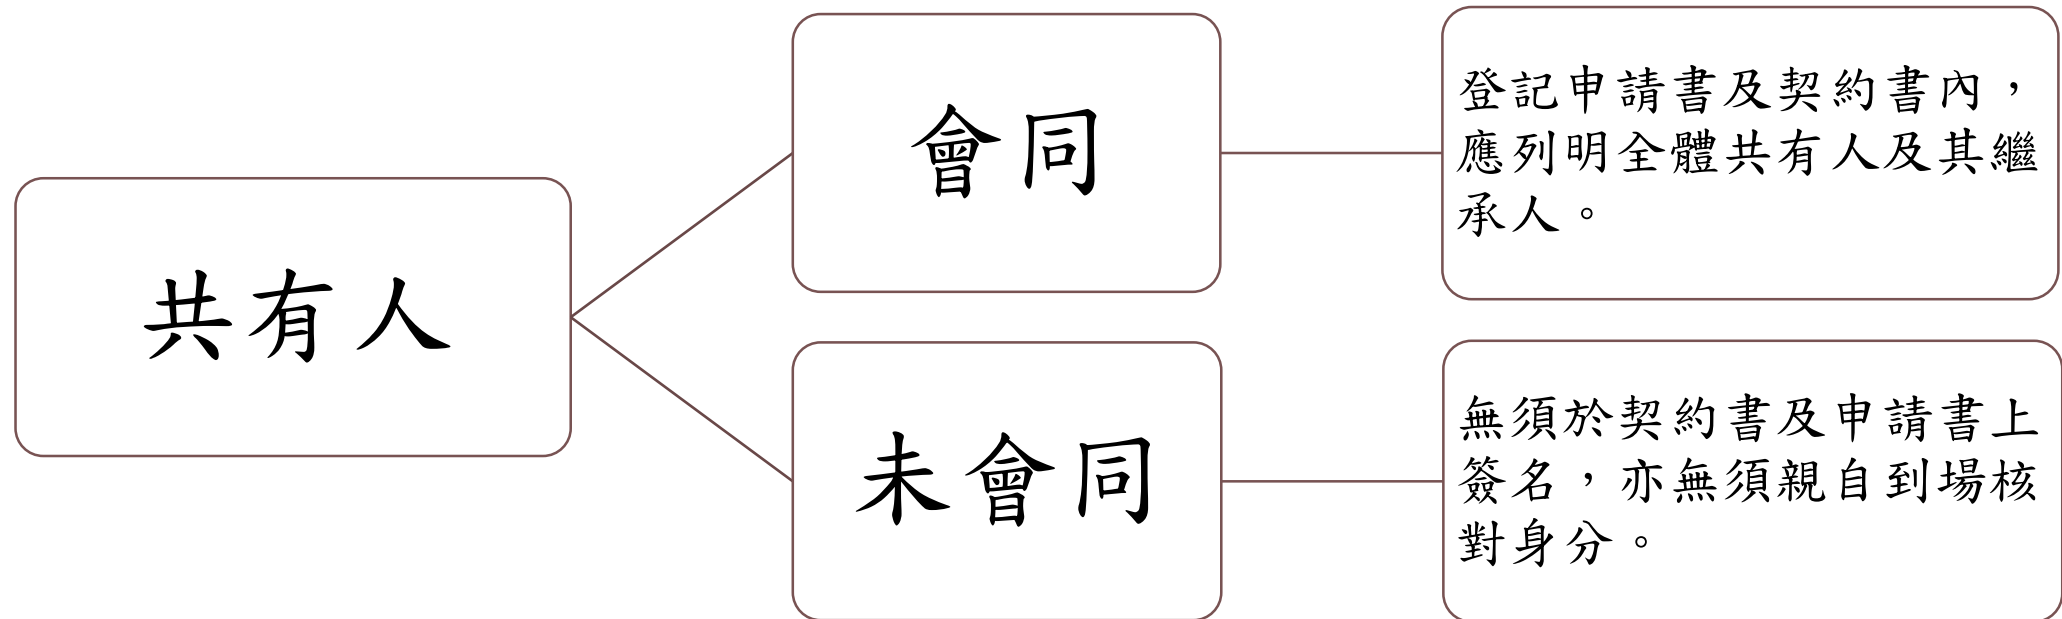 共有人
會同
登記申請書及契約書內，
應列明全體共有人及其繼
承人。
未會同
無須於契約書及申請書上
簽名，亦無須親自到場核
對身分。